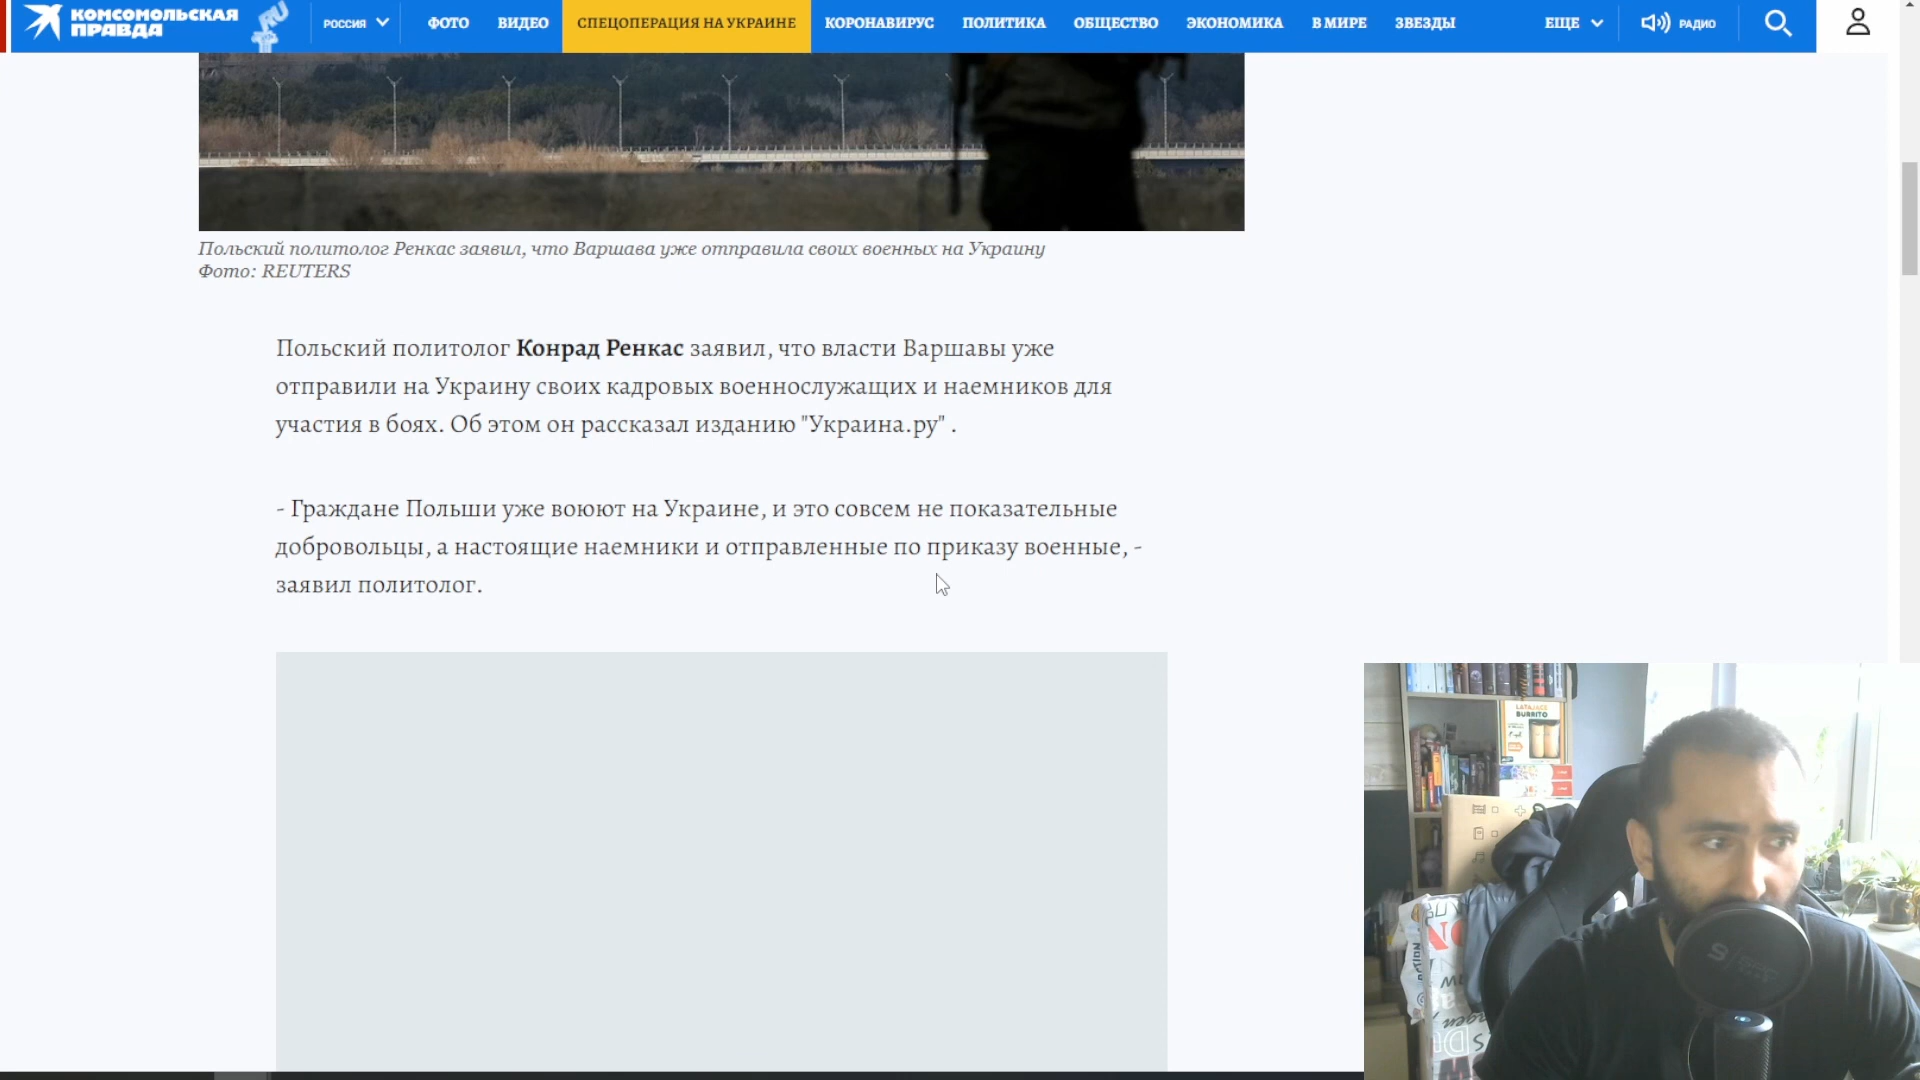 КОМСОМОЛЬСКАЯ
ПРАВДА
.RU
РОССИЯ
ФОТО
ВИДЕО
СПЕЦОПЕРАЦИЯ НА УКРАИНЕ
КОРОНАВИРУС
ПОЛИТИКА
ОБЩЕСТВО
ЭКОНОМИКА
В МИРЕ
ЗВЕЗДЫ
ЕЩЕ
РАДИО
Польский политолог Ренкас заявил, что Варшава уже отправила своих военных на Украину
Фото: REUTERS
Польский политолог Конрад Ренкас заявил, что власти Варшавы уже
отправили на Украину своих кадровых военнослужащих и наемников для
участия в боях. Об этом он рассказал изданию "Украина.ру" .
- Граждане Польши уже воюют на Украине, и это совсем не показательные
добровольцы, а настоящие наемники и отправленные по приказу военные, -
заявил политолог.
BURRITO